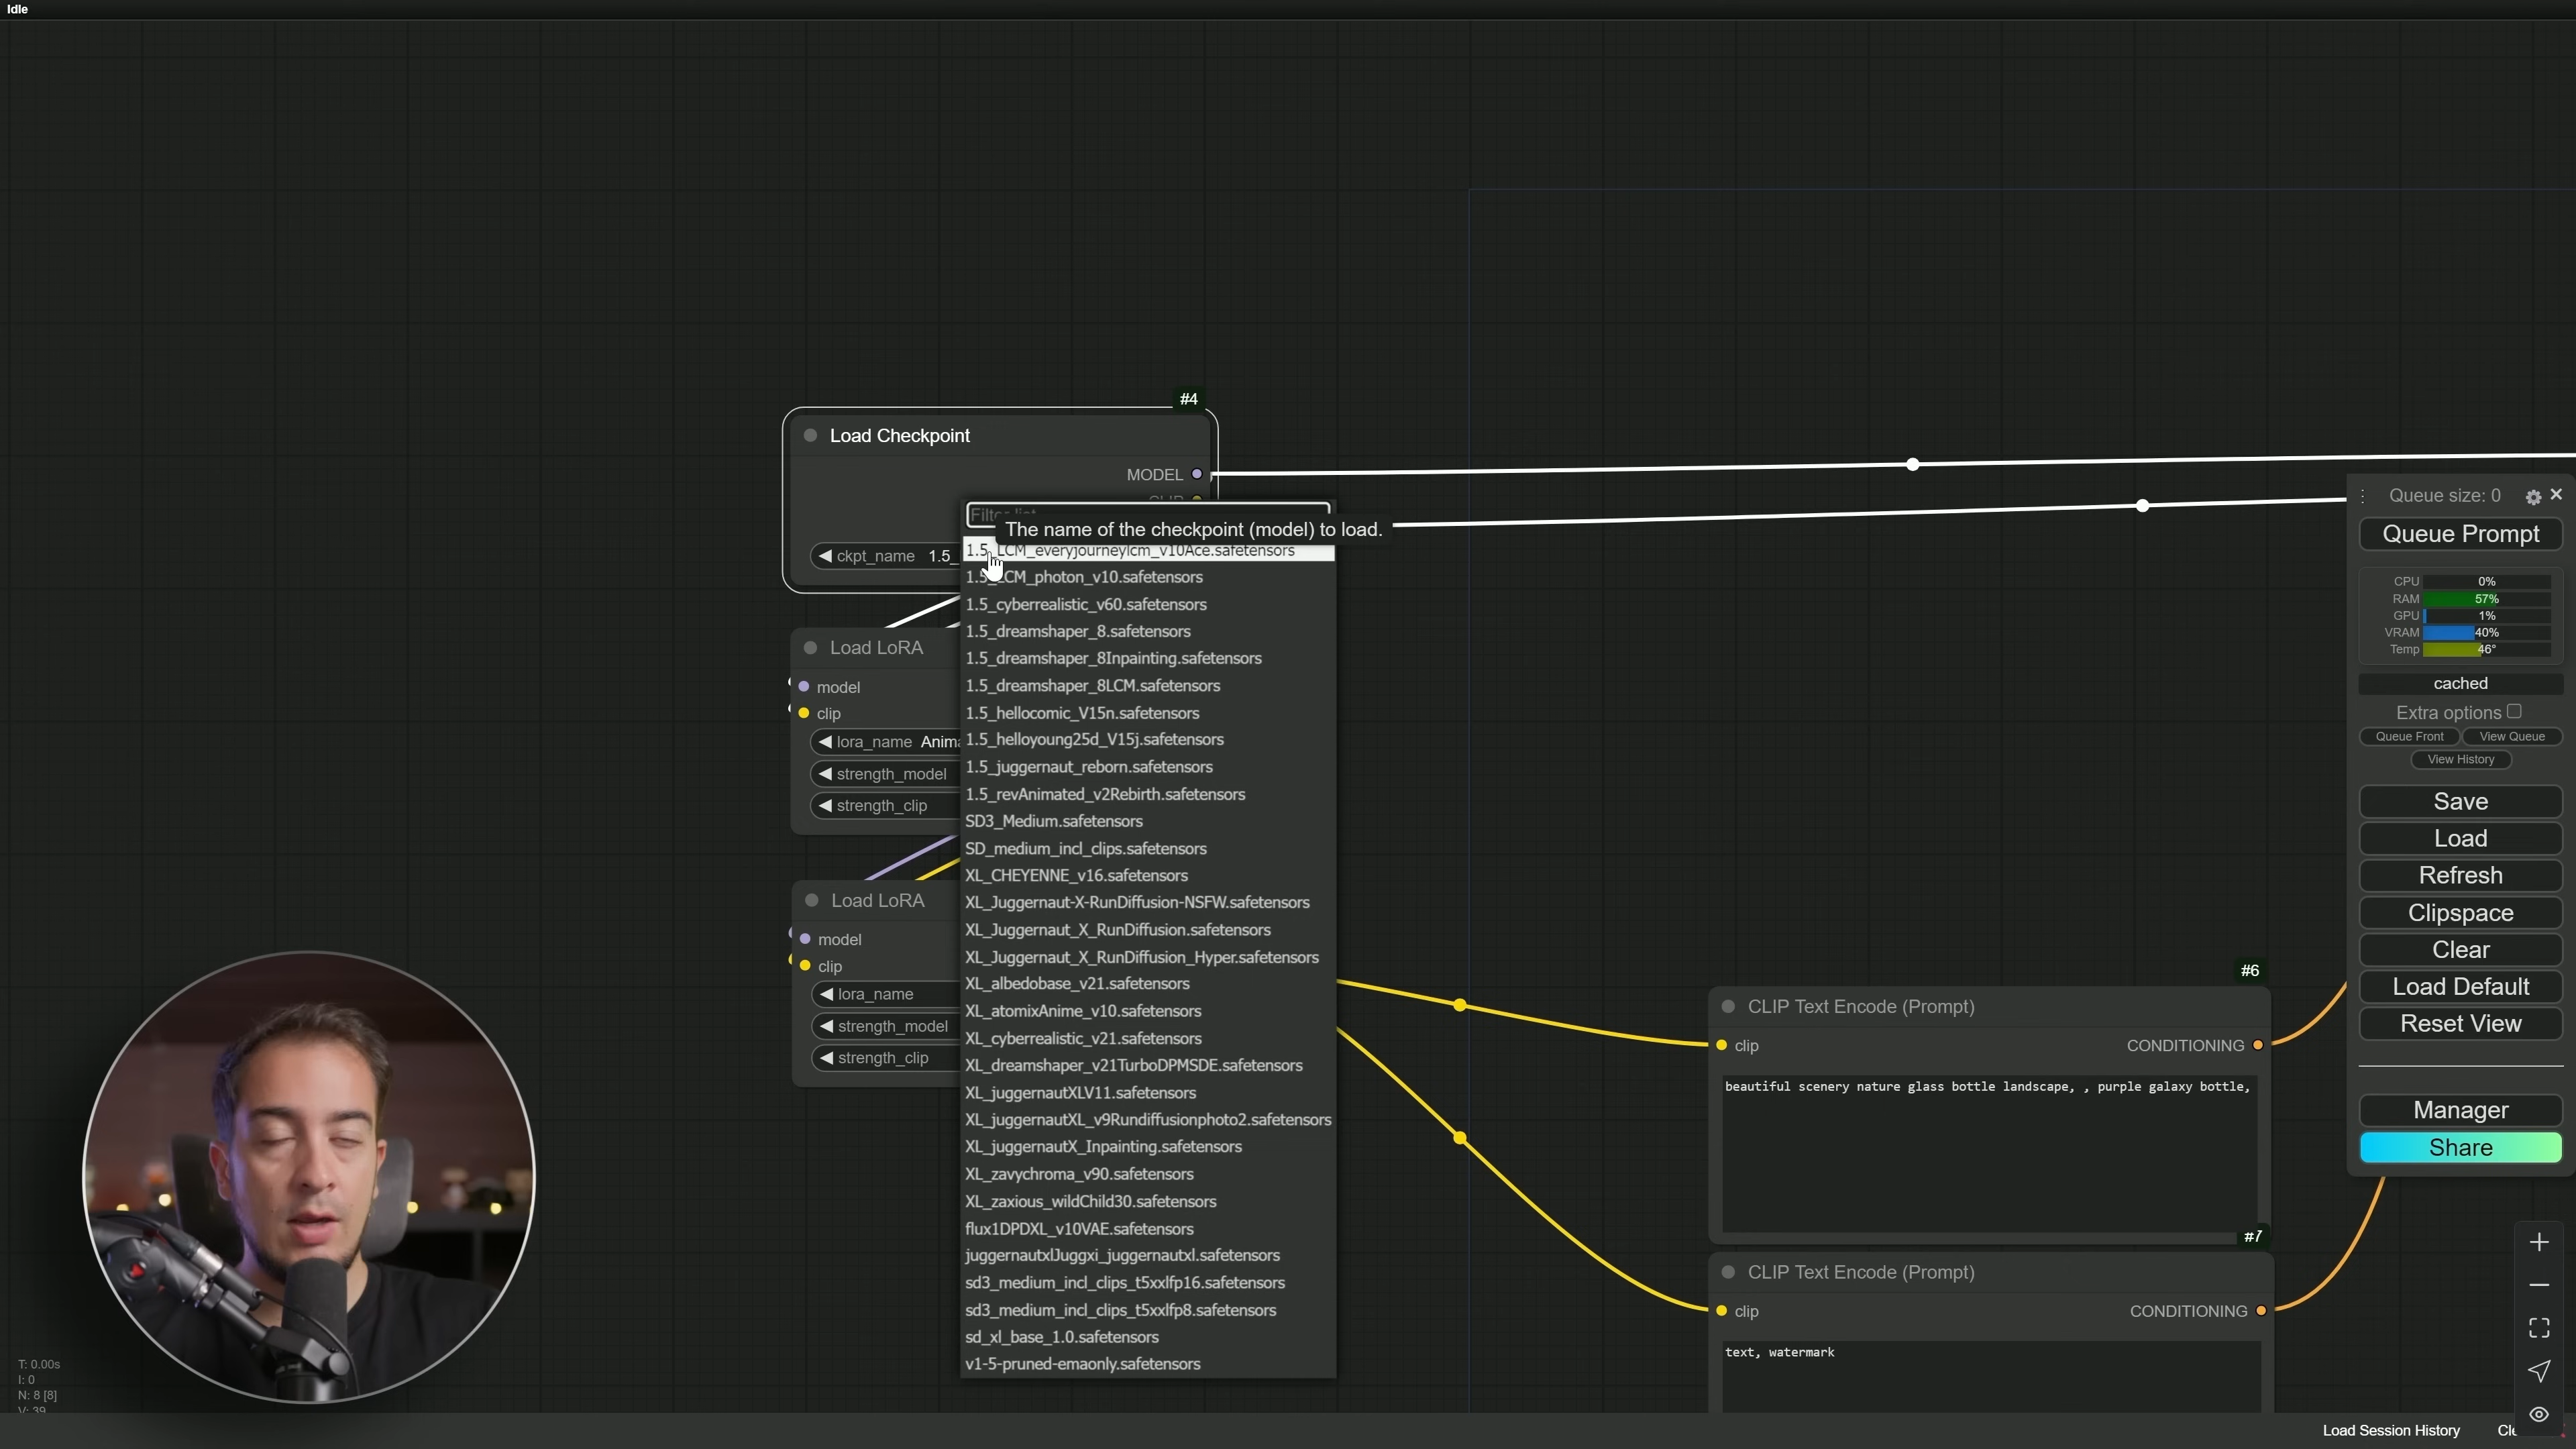 Idle
#4
Load Checkpoint
MODEL
CLIP
Filter list
The name of the checkpoint (model) to load.
ckpt_name 1.5_
1.5_LCM_everyjourneylcm_v10Ace.safetensors
1.5_LCM_photon_v10.safetensors
1.5_cyberrealistic_v60.safetensors
1.5_dreamshaper_8.safetensors
1.5_dreamshaper_8Inpainting.safetensors
1.5_dreamshaper_8LCM.safetensors
1.5_hellocomic_V15n.safetensors
1.5_helloyoung25d_V15j.safetensors
1.5_juggernaut_reborn.safetensors
1.5_revAnimated_v2Rebirth.safetensors
SD3_Medium.safetensors
SD_medium_incl_clips.safetensors
XL_CHEYENNE_v16.safetensors
XL_Juggernaut-X-RunDiffusion-NSFW.safetensors
XL_Juggernaut_X_RunDiffusion.safetensors
XL_Juggernaut_X_RunDiffusion_Hyper.safetensors
XL_albedobase_v21.safetensors
XL_atomixAnime_v10.safetensors
XL_cyberrealistic_v21.safetensors
XL_dreamshaper_v21TurboDPMSDE.safetensors
XL_juggernautXLV11.safetensors
XL_juggernautXL_v9Rundiffusionphoto2.safetensors
XL_juggernautX_Inpainting.safetensors
XL_zavychroma_v90.safetensors
XL_zaxious_wildChild30.safetensors
flux1DPDXL_v10VAE.safetensors
juggernautxlJuggxi_juggernautxl.safetensors
sd3_medium_incl_clips_t5xxlfp16.safetensors
sd3_medium_incl_clips_t5xxlfp8.safetensors
sd_xl_base_1.0.safetensors
v1-5-pruned-emaonly.safetensors
Load LoRA
model
clip
lora_name Anima
strength_model
strength_clip
Load LoRA
model
clip
lora_name
strength_model
strength_clip
#6
CLIP Text Encode (Prompt)
clip
CONDITIONING
beautiful scenery nature glass bottle landscape, , purple galaxy bottle,
#7
CLIP Text Encode (Prompt)
clip
CONDITIONING
text, watermark
Queue size: 0
Queue Prompt
CPU 0%
RAM 57%
GPU 1%
VRAM 40%
Temp 46°
cached
Extra options
Queue Front View Queue
View History
Save
Load
Refresh
Clipspace
Clear
Load Default
Reset View
Manager
Share
T: 0.00s
I: 0
N: 8 [8]
V: 39
Load Session History